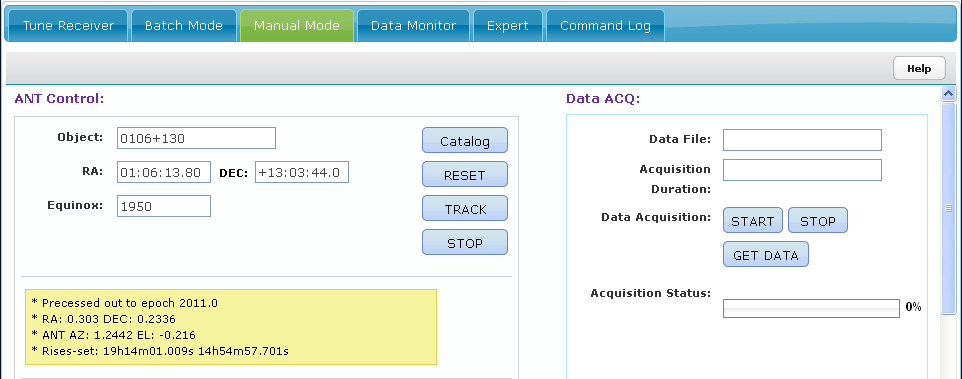 Tune Receiver Batch Mode Manual Mode Data Monitor Expert Command Log
Help
ANT Control:
Object: 0106+130 Catalog
RA: 01:06:13.80 DEC: +13:03:44.0 RESET
Equinox: 1950 TRACK
STOP
* Precessed out to epoch 2011.0
* RA: 0.303 DEC: 0.2336
* ANT AZ: 1.2442 EL: -0.216
* Rises-set: 19h14m01.009s 14h54m57.701s
Data ACQ:
Data File:
Acquisition
Duration:
Data Acquisition: START STOP
GET DATA
Acquisition Status: 0%